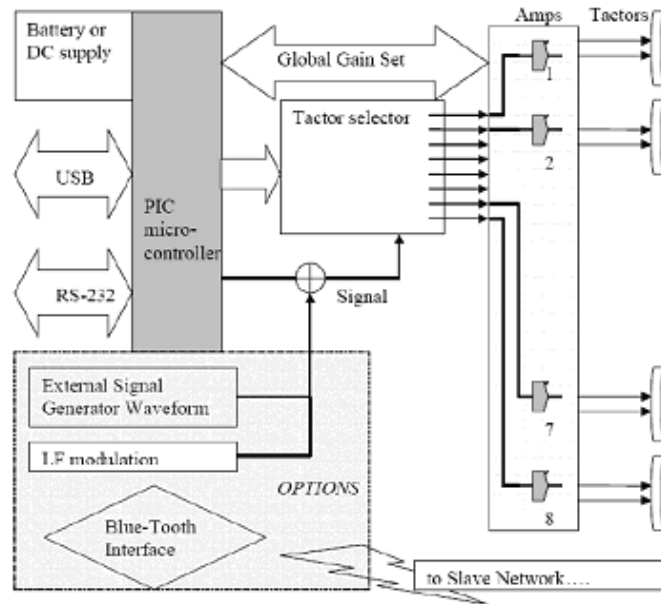 Battery or
DC supply
Amps
Tactors
Global Gain Set
1
Tactor selector
2
USB
PIC
micro-
controller
RS-232
Signal
External Signal
Generator Waveform
LF modulation
OPTIONS
7
8
Blue-Tooth
Interface
to Slave Network....